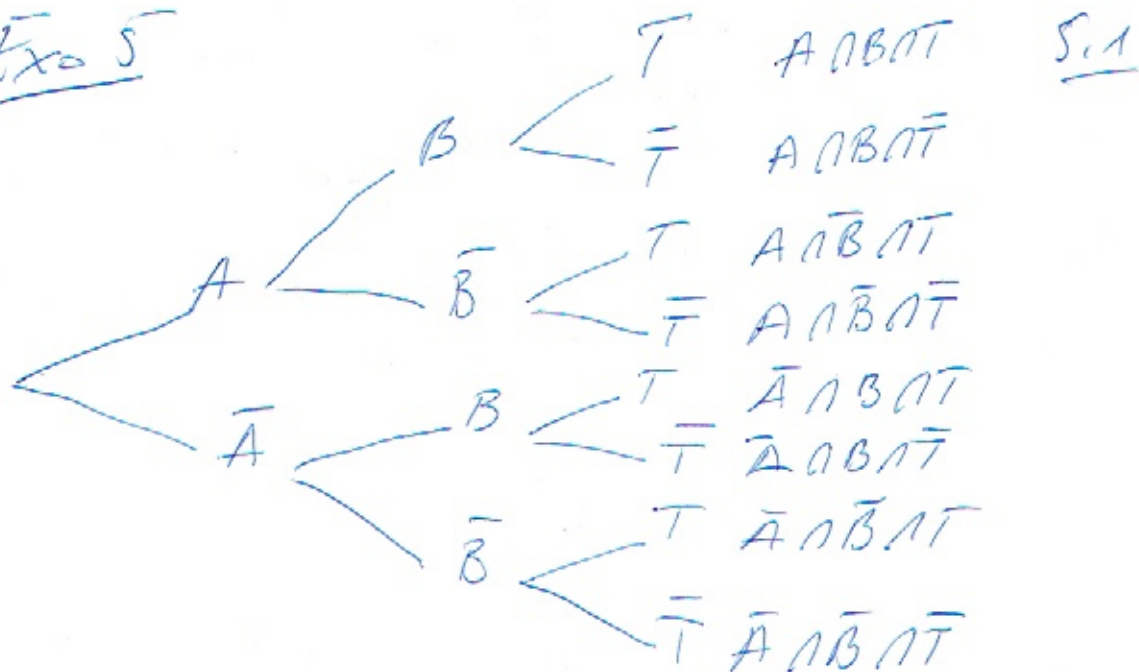 Exo 5
T A∩B∩T 5.1
B
T̄ A∩B∩T̄
T A∩B̄∩T
A B̄
T̄ A∩B̄∩T̄
T Ā∩B∩T
B
Ā T̄ Ā∩B∩T̄
T Ā∩B̄∩T
B̄
T̄ Ā∩B̄∩T̄